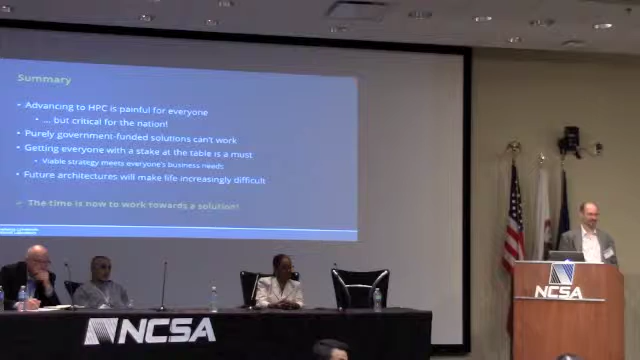 Summary
• Advancing to HPC is painful for everyone
• ... but critical for the nation!
• Purely government-funded solutions can't work
• Getting everyone with a stake at the table is a must
• Viable strategy meets everyone's business needs
• Future architectures will make life increasingly difficult
The time is now to work towards a solution!
NCSA
NCSA